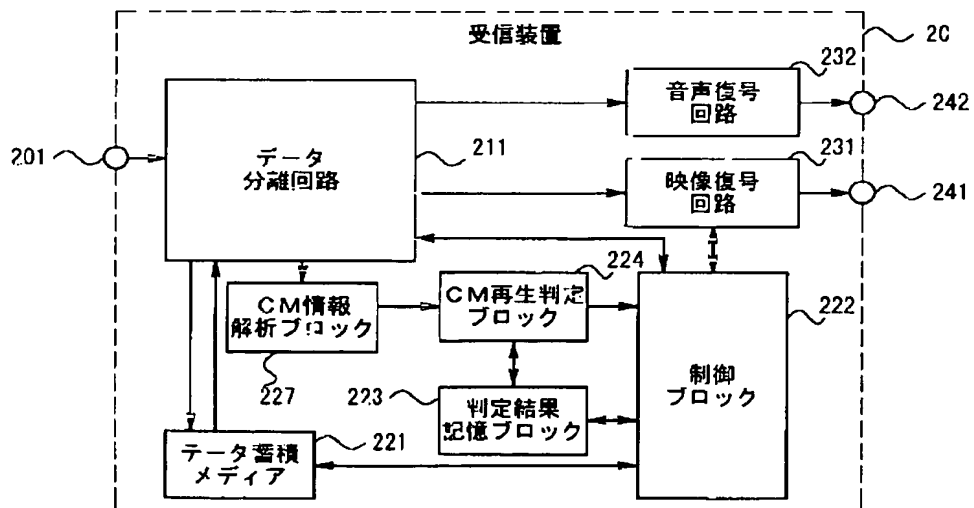 受信装置
20
232
音声復号
回路
242
201
データ
分離回路
211
231
映像復号
回路
241
224
CM情報
解析ブロック
CM再生判定
ブロック
222
制御
ブロック
227
223
判定結果
記憶ブロック
221
データ蓄積
メディア